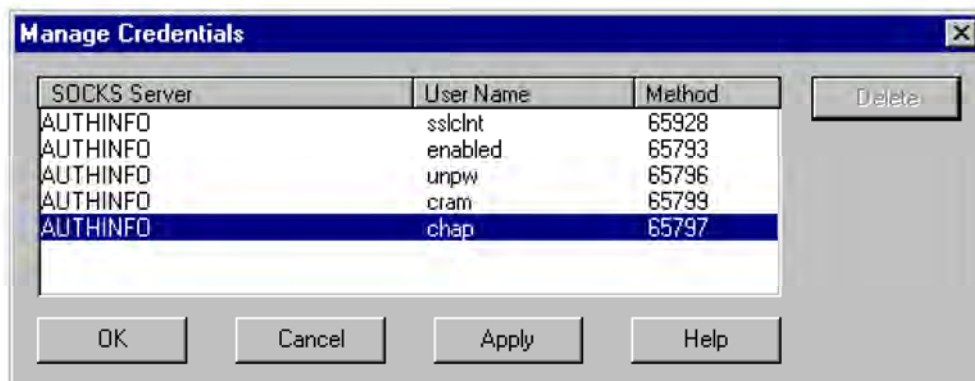 Manage Credentials
SOCKS Server User Name Method
Delete
AUTHINFO sslclnt 65928
AUTHINFO enabled 65793
AUTHINFO unpw 65796
AUTHINFO cram 65799
AUTHINFO chap 65797
OK Cancel Apply Help